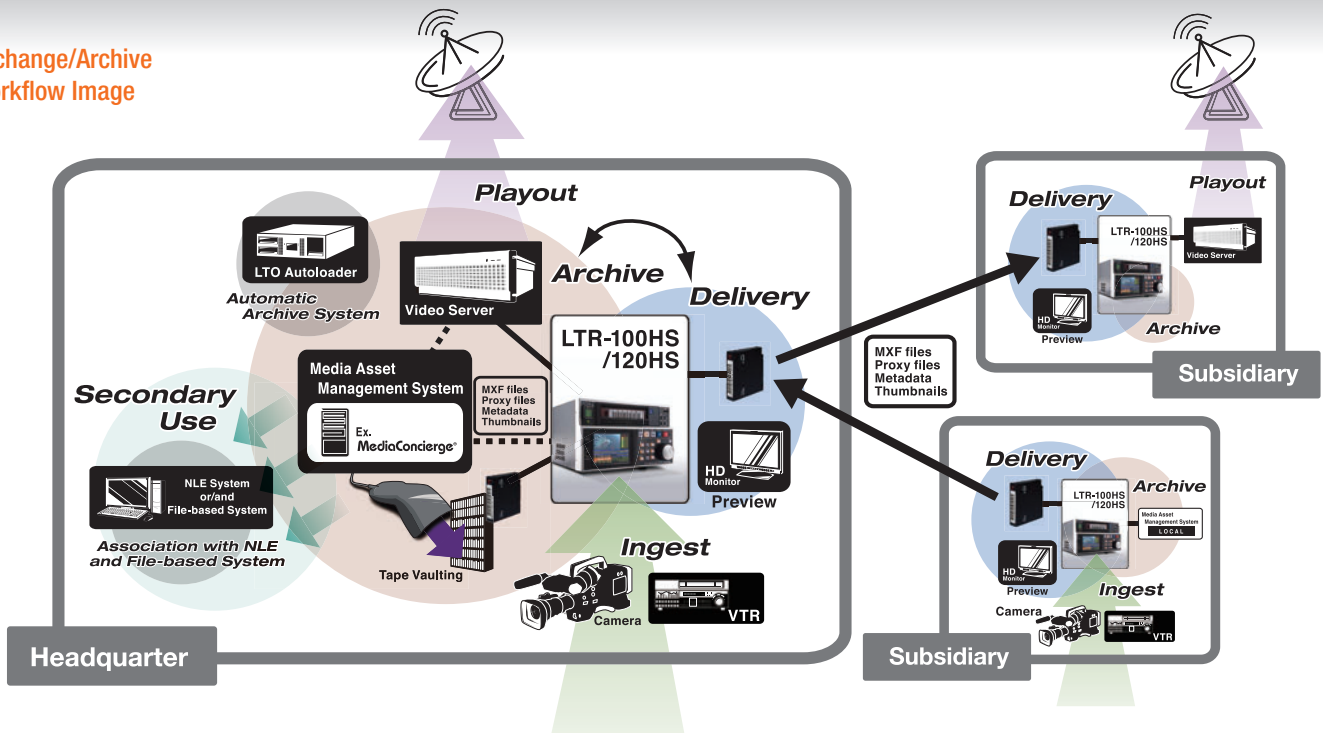 change/Archive
rkflow Image
Playout
LTO Autoloader
Automatic
Archive System
Video Server
Archive
Delivery
LTR-100HS
/120HS
Media Asset
Management System
Ex.
MediaConcierge®
MXF files
Proxy files
Metadata
Thumbnails
Secondary
Use
NLE System
or/and
File-based System
Association with NLE
and File-based System
Tape Vaulting
HD
Monitor
Preview
Ingest
Camera
VTR
Headquarter
MXF files
Proxy files
Metadata
Thumbnails
Playout
Delivery
LTR-100HS
/120HS
Video Server
HD
Monitor
Preview
Archive
Subsidiary
Delivery
Archive
LTR-100HS
/120HS
Media Asset
Management System
LOCAL
HD
Monitor
Preview
Ingest
Camera
VTR
Subsidiary